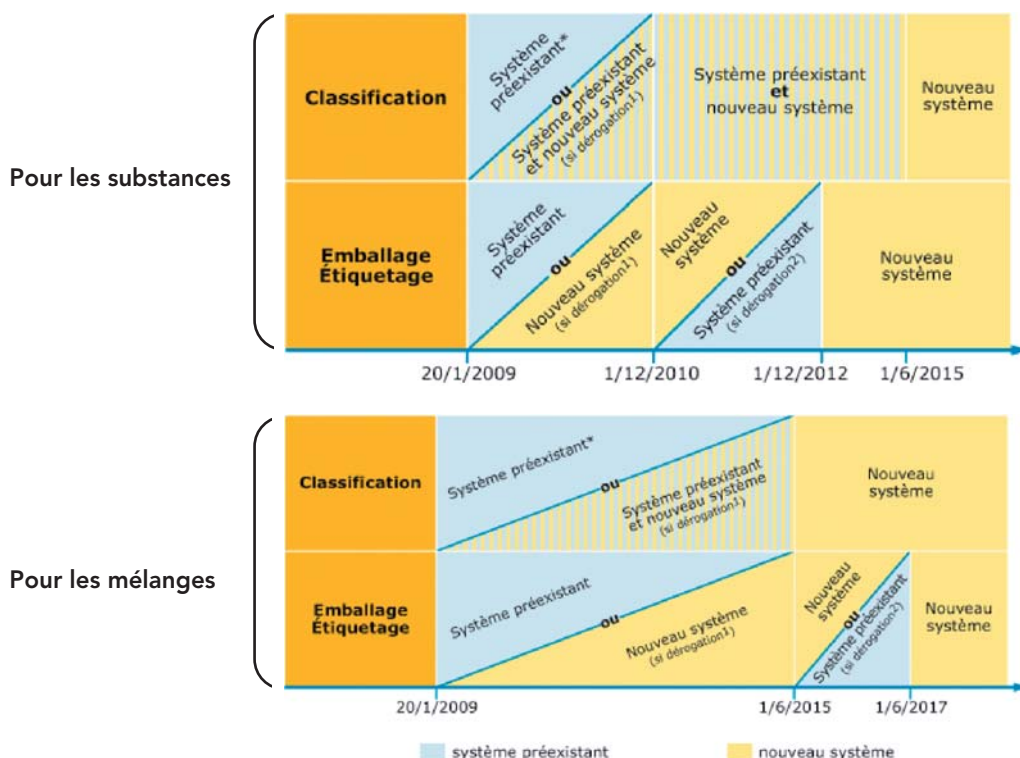 Pour les substances
Classification
Système
préexistant*
ou
Système préexistant
et nouveau système
(si dérogation¹)
Système préexistant
et
nouveau système
Nouveau
système
Emballage
Étiquetage
Système
préexistant
ou
Nouveau système
(si dérogation¹)
Nouveau
système
ou
Système préexistant
(si dérogation²)
Nouveau
système
20/1/2009
1/12/2010
1/12/2012
1/6/2015
Pour les mélanges
Classification
Système préexistant*
ou
Système préexistant
et nouveau système
(si dérogation¹)
Nouveau
système
Emballage
Étiquetage
Système préexistant
ou
Nouveau système
(si dérogation¹)
Nouveau
système
ou
Système préexistant
(si dérogation²)
Nouveau
système
20/1/2009
1/6/2015
1/6/2017
système préexistant
nouveau système